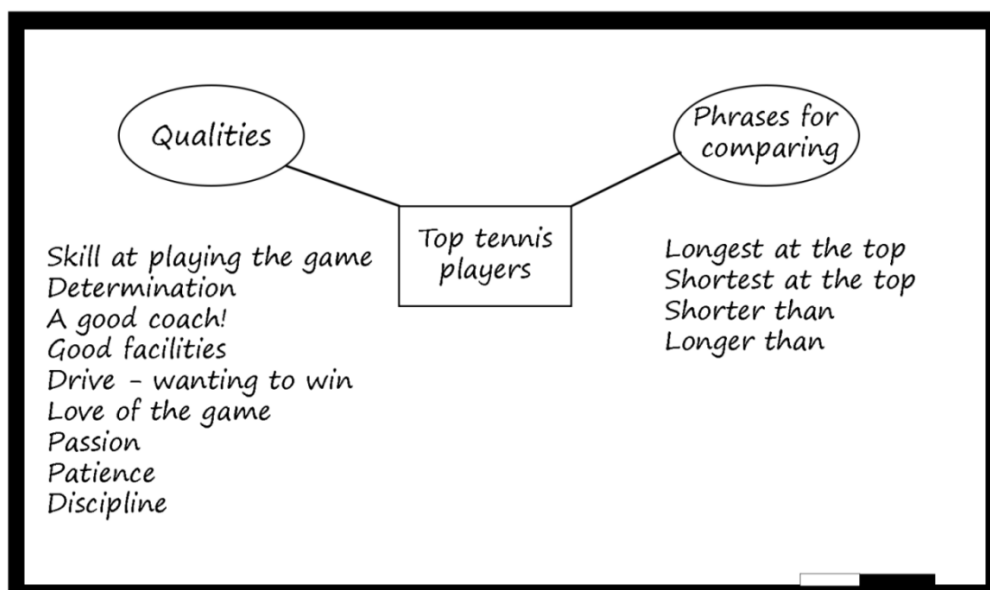 Qualities
Phrases for
comparing
Top tennis
players
Skill at playing the game
Determination
A good coach!
Good facilities
Drive - wanting to win
Love of the game
Passion
Patience
Discipline
Longest at the top
Shortest at the top
Shorter than
Longer than